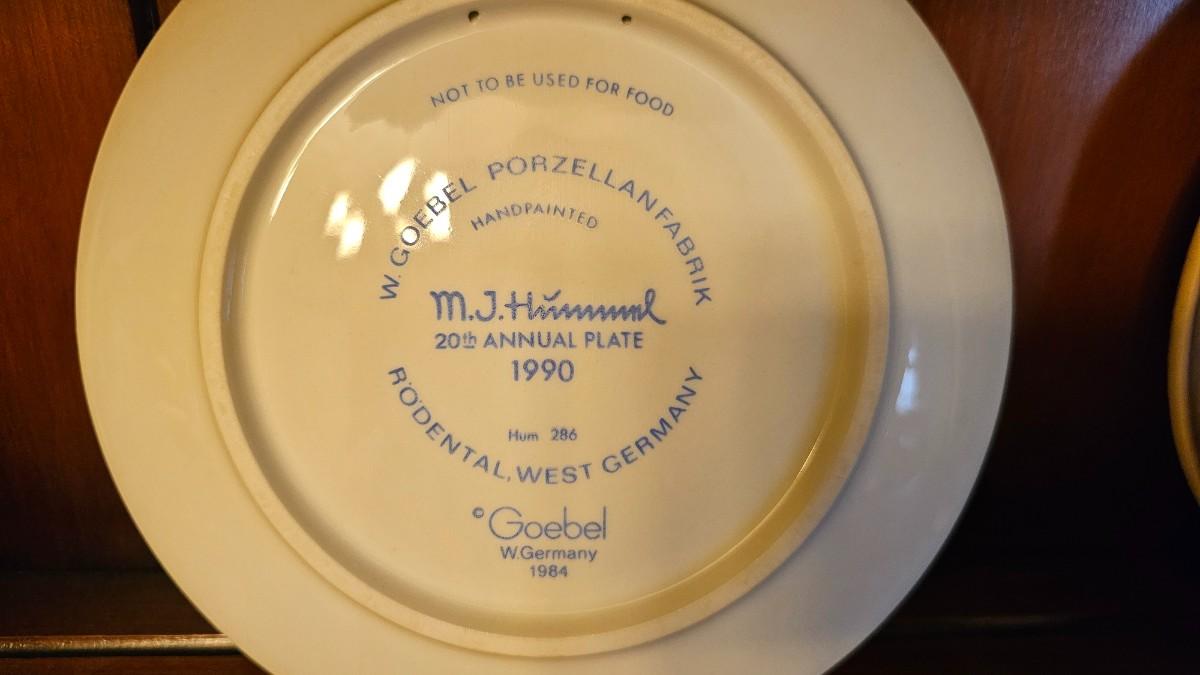 NOT TO BE USED FOR FOOD
W. GOEBEL PORZELLANFABRIK
HANDPAINTED
M.J.Hummel
20th ANNUAL PLATE
1990
Hum 286
RÖDENTAL, WEST GERMANY
© Goebel
W.Germany
1984